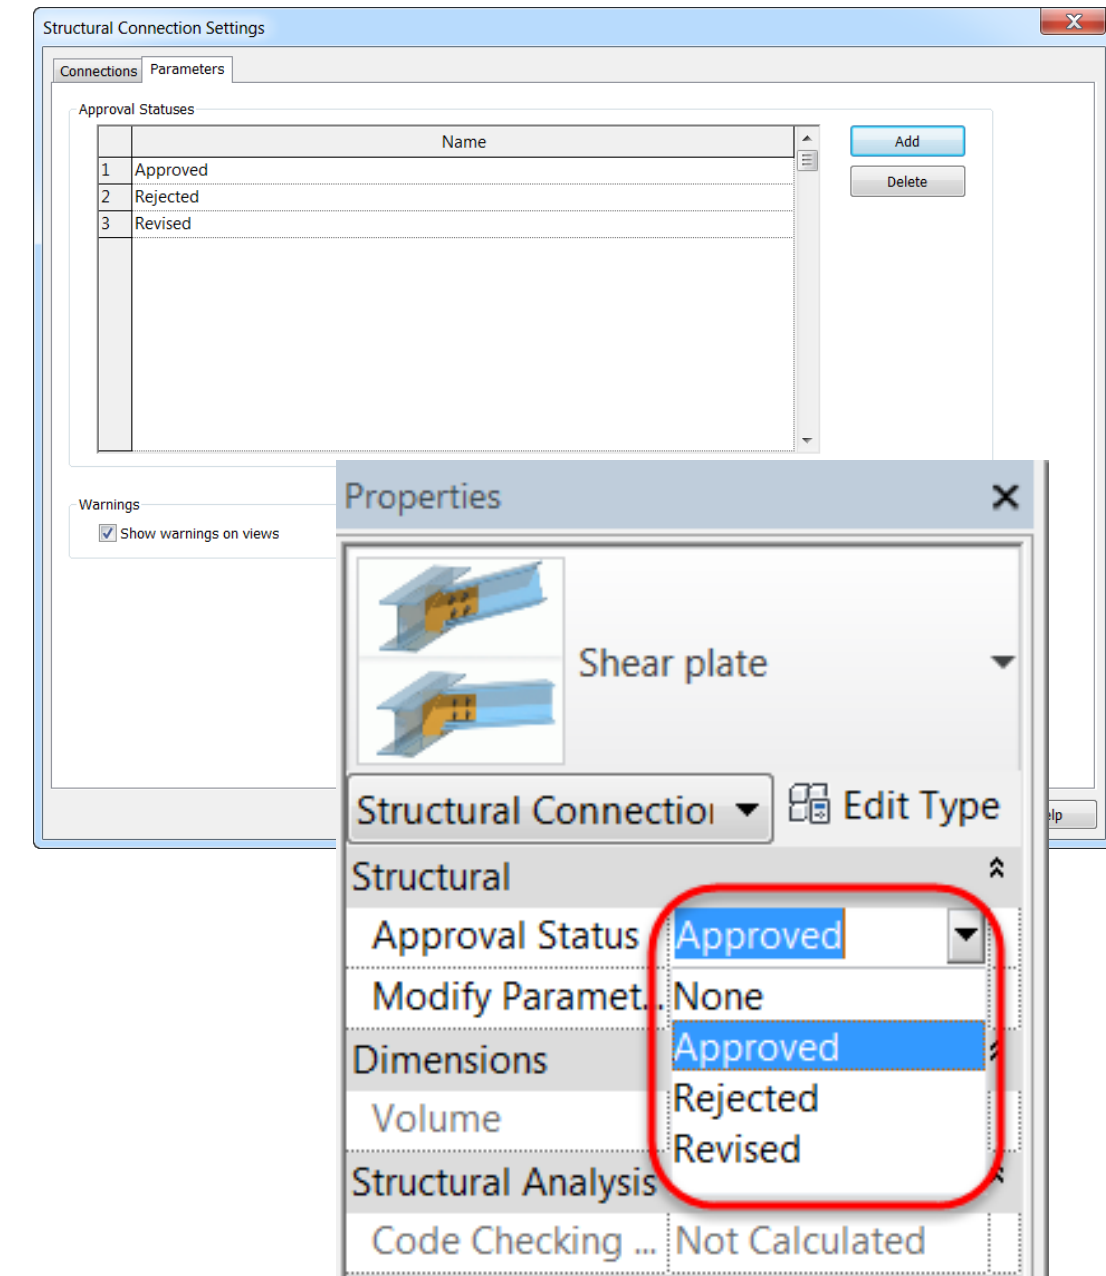 Structural Connection Settings
X
Connections Parameters
Approval Statuses
Name
Add
1 Approved
Delete
2 Rejected
3 Revised
Warnings
Show warnings on views
Properties
Shear plate
Structural Connectio
Edit Type
Structural
Approval Status Approved
Modify Paramet...
None
Approved
Rejected
Revised
Dimensions
Volume
Structural Analysis
Code Checking ... Not Calculated
elp